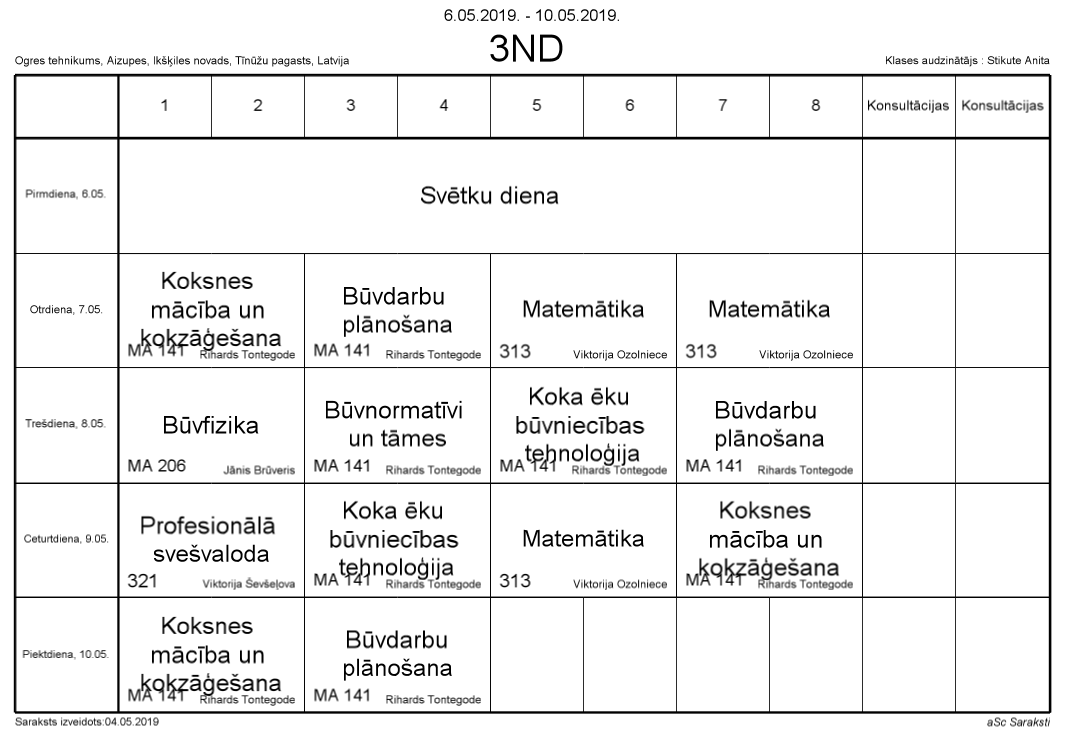 6.05.2019. - 10.05.2019.
3ND
Ogres tehnikums, Aizupes, Ikšķiles novads, Tīnūžu pagasts, Latvija
Klases audzinātājs : Stikute Anita
1 2 3 4 5 6 7 8 Konsultācijas Konsultācijas
Pirmdiena, 6.05.
Svētku diena
Otrdiena, 7.05.
Koksnes
mācība un
kokzāģešana
MA 141 Rihards Tontegode
Būvdarbu
plānošana
MA 141 Rihards Tontegode
Matemātika
313 Viktorija Ozolniece
Matemātika
313 Viktorija Ozolniece
Trešdiena, 8.05.
Būvfizika
MA 206 Jānis Brūveris
Būvnormatīvi
un tāmes
MA 141 Rihards Tontegode
Koka ēku
būvniecības
tehnoloģija
MA 141 Rihards Tontegode
Būvdarbu
plānošana
MA 141 Rihards Tontegode
Ceturtdiena, 9.05.
Profesionālā
svešvaloda
321 Viktorija Ševšeļova
Koka ēku
būvniecības
tehnoloģija
MA 141 Rihards Tontegode
Matemātika
313 Viktorija Ozolniece
Koksnes
mācība un
kokzāģešana
MA 141 Rihards Tontegode
Piektdiena, 10.05.
Koksnes
mācība un
kokzāģešana
MA 141 Rihards Tontegode
Būvdarbu
plānošana
MA 141 Rihards Tontegode
Saraksts izveidots:04.05.2019
aSc Saraksti